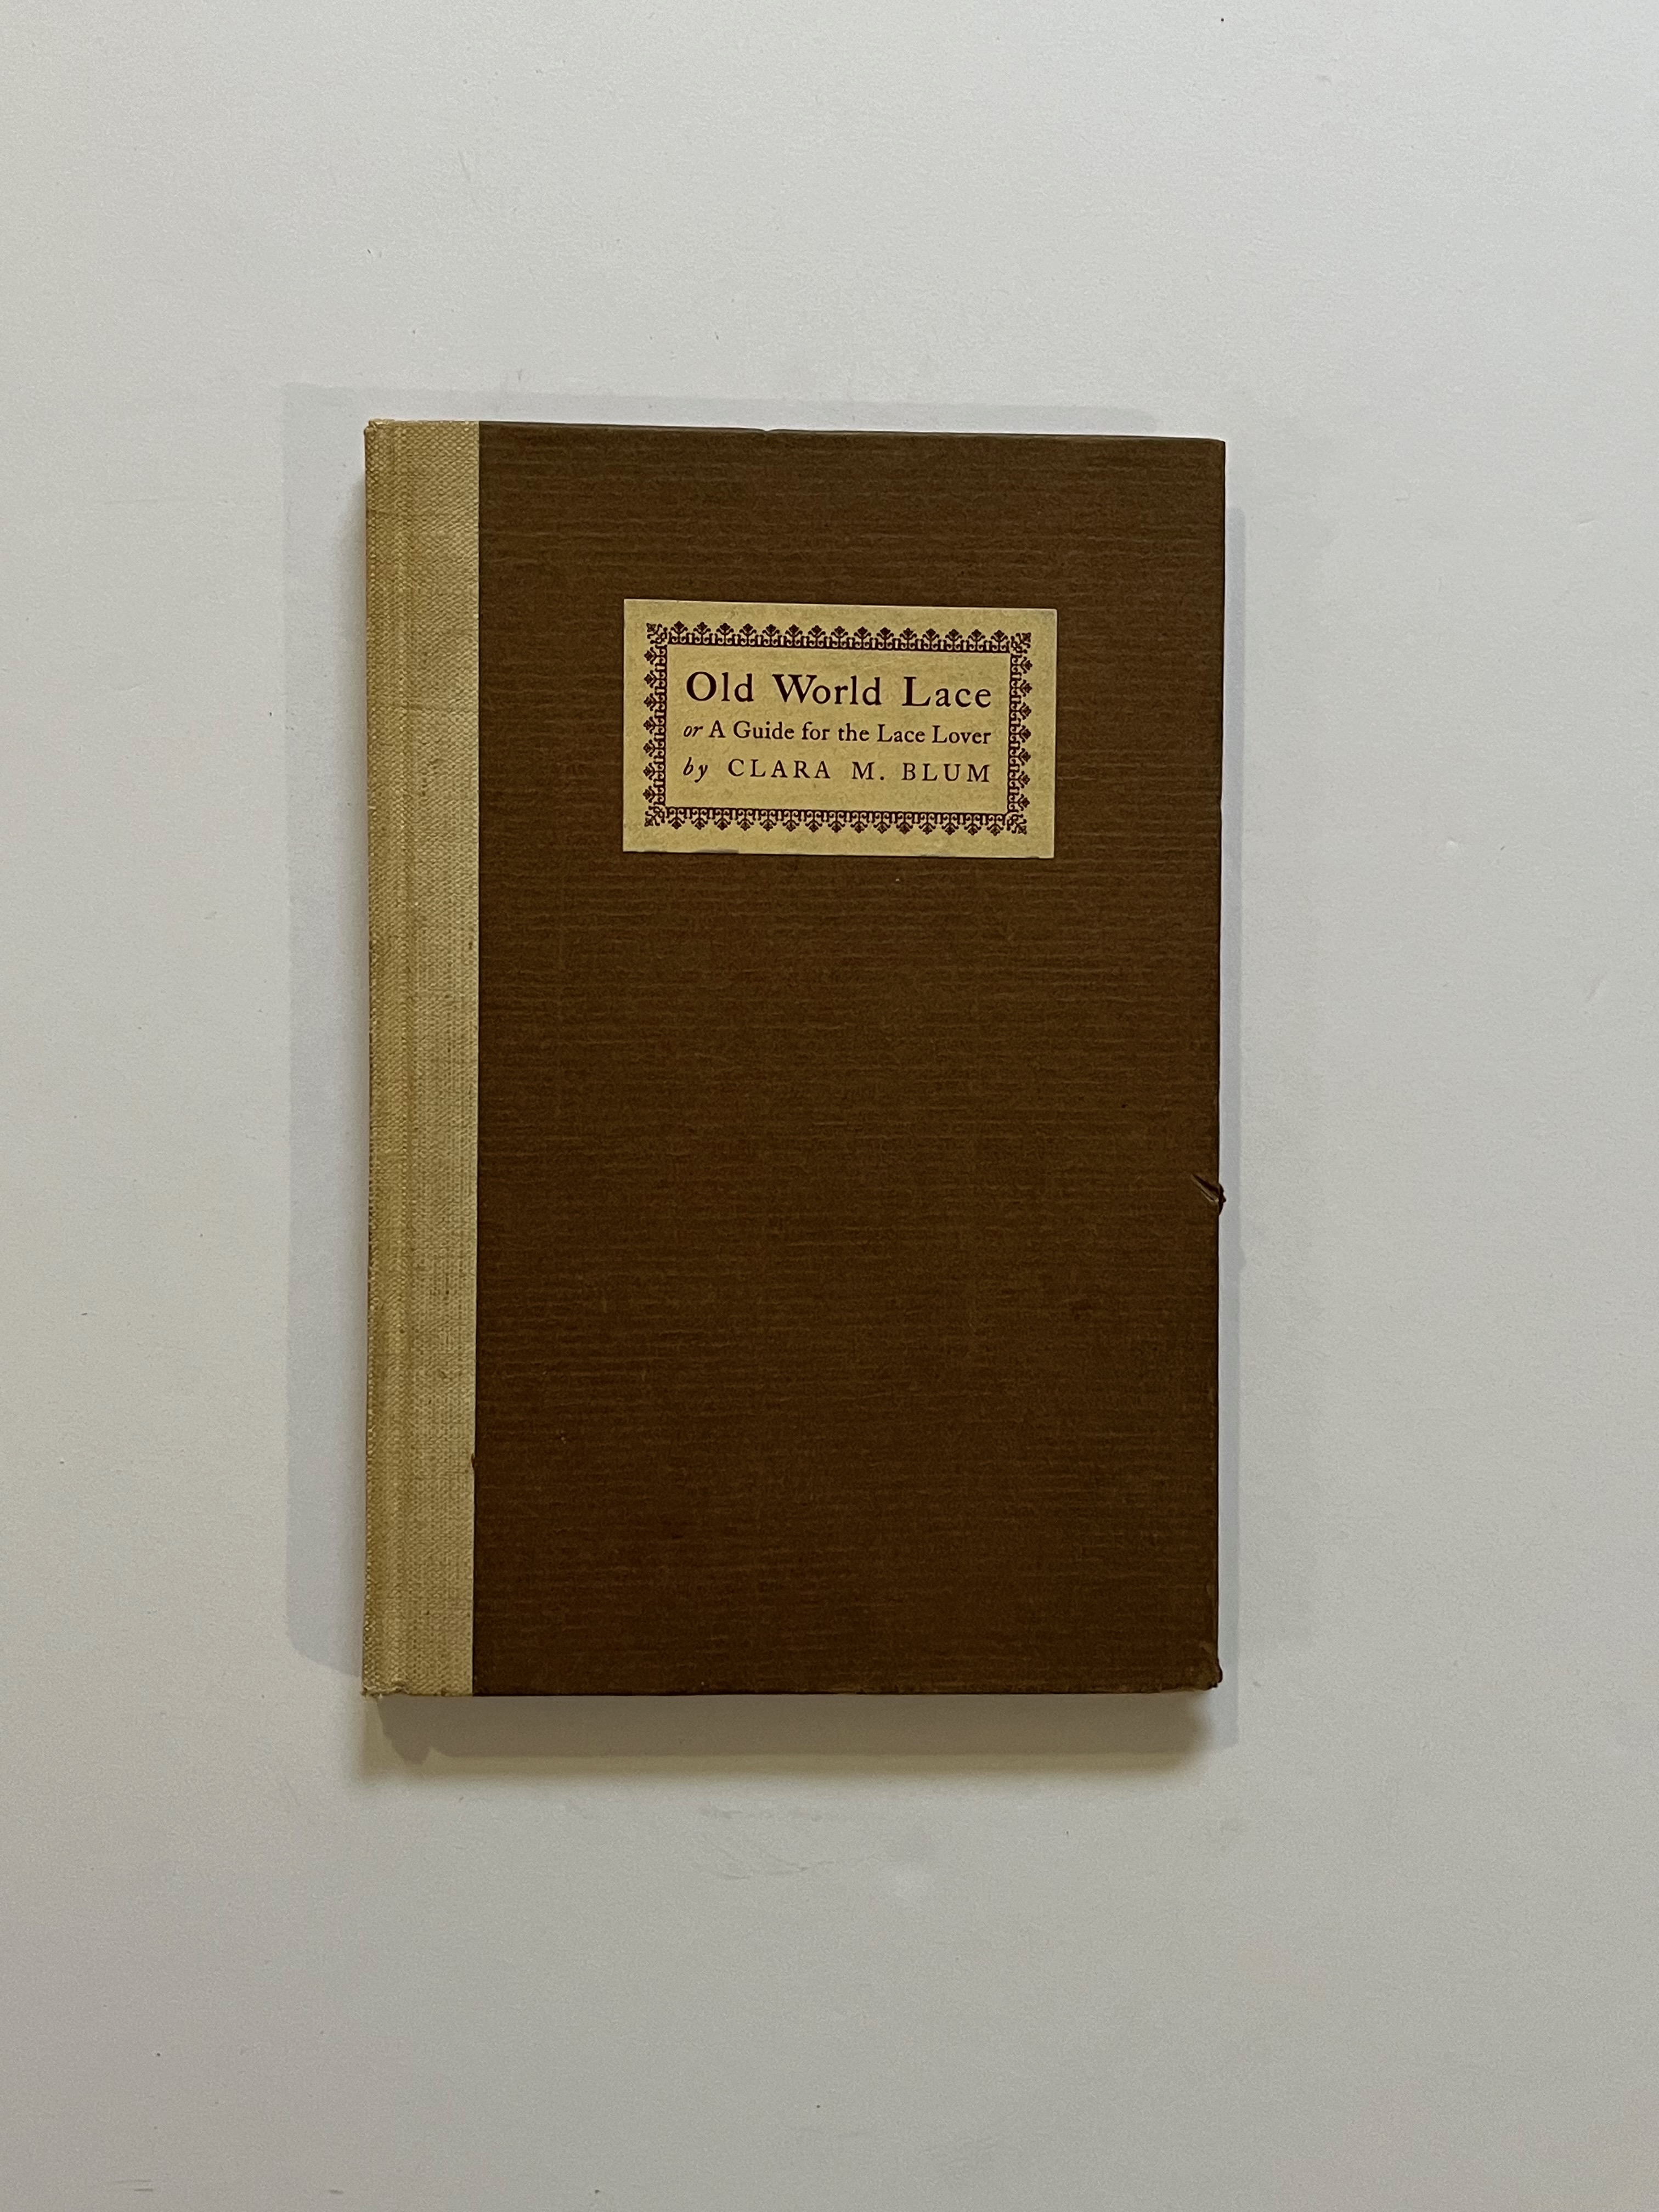 Old World Lace
or A Guide for the Lace Lover
by CLARA M. BLUM